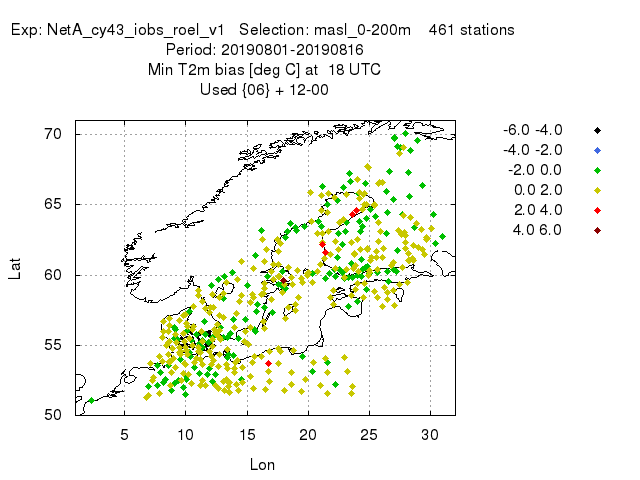 Exp: NetA_cy43_iobs_roel_v1   Selection: masl_0-200m    461 stations
Period: 20190801-20190816
Min T2m bias [deg C] at  18 UTC
Used {06} + 12-00
70
65
60
55
50
Lat
5 10 15 20 25 30
Lon
-6.0 -4.0
-4.0 -2.0
-2.0 0.0
0.0 2.0
2.0 4.0
4.0 6.0